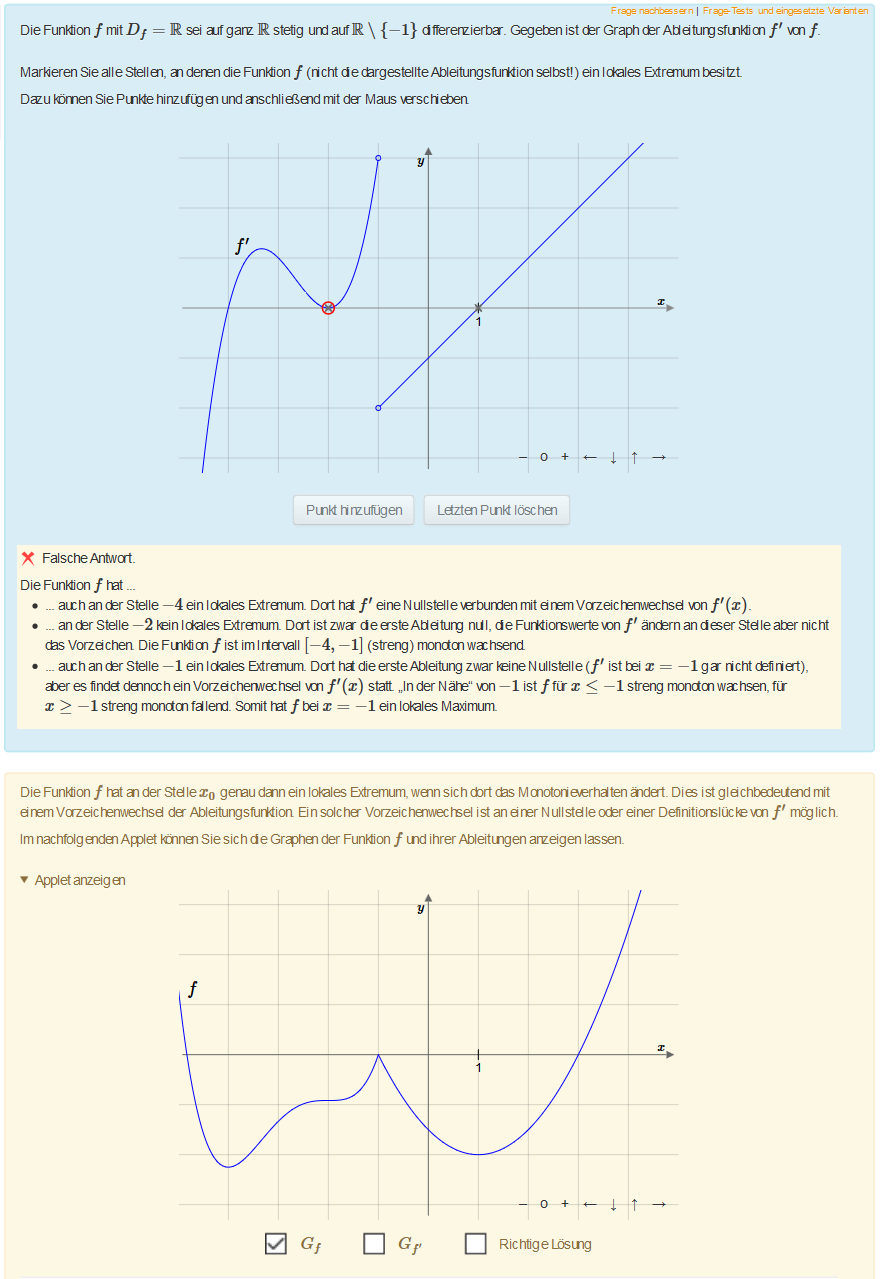 Frage nachbessern | Frage-Tests und eingesetzte Varianten
Die Funktion f mit D_f = ℝ sei auf ganz ℝ stetig und auf ℝ \ {−1} differenzierbar. Gegeben ist der Graph der Ableitungsfunktion f′ von f.
Markieren Sie alle Stellen, an denen die Funktion f (nicht die dargestellte Ableitungsfunktion selbst!) ein lokales Extremum besitzt.
Dazu können Sie Punkte hinzufügen und anschließend mit der Maus verschieben.
y
f′
x
1
− o + ← ↓ ↑ →
Punkt hinzufügen Letzten Punkt löschen
Falsche Antwort.
Die Funktion f hat ...
• ... auch an der Stelle −4 ein lokales Extremum. Dort hat f′ eine Nullstelle verbunden mit einem Vorzeichenwechsel von f′(x).
• ... an der Stelle −2 kein lokales Extremum. Dort ist zwar die erste Ableitung null, die Funktionswerte von f′ ändern an dieser Stelle aber nicht
das Vorzeichen. Die Funktion f ist im Intervall [−4, −1] (streng) monoton wachsend.
• ... auch an der Stelle −1 ein lokales Extremum. Dort hat die erste Ableitung zwar keine Nullstelle (f′ ist bei x = −1 gar nicht definiert),
aber es findet dennoch ein Vorzeichenwechsel von f′(x) statt. „In der Nähe“ von −1 ist f für x ≤ −1 streng monoton wachsen, für
x ≥ −1 streng monoton fallend. Somit hat f bei x = −1 ein lokales Maximum.
Die Funktion f hat an der Stelle x₀ genau dann ein lokales Extremum, wenn sich dort das Monotonieverhalten ändert. Dies ist gleichbedeutend mit
einem Vorzeichenwechsel der Ableitungsfunktion. Ein solcher Vorzeichenwechsel ist an einer Nullstelle oder einer Definitionslücke von f′ möglich.
Im nachfolgenden Applet können Sie sich die Graphen der Funktion f und ihrer Ableitungen anzeigen lassen.
▼ Applet anzeigen
y
f
x
1
− o + ← ↓ ↑ →
G_f G_f′ Richtige Lösung